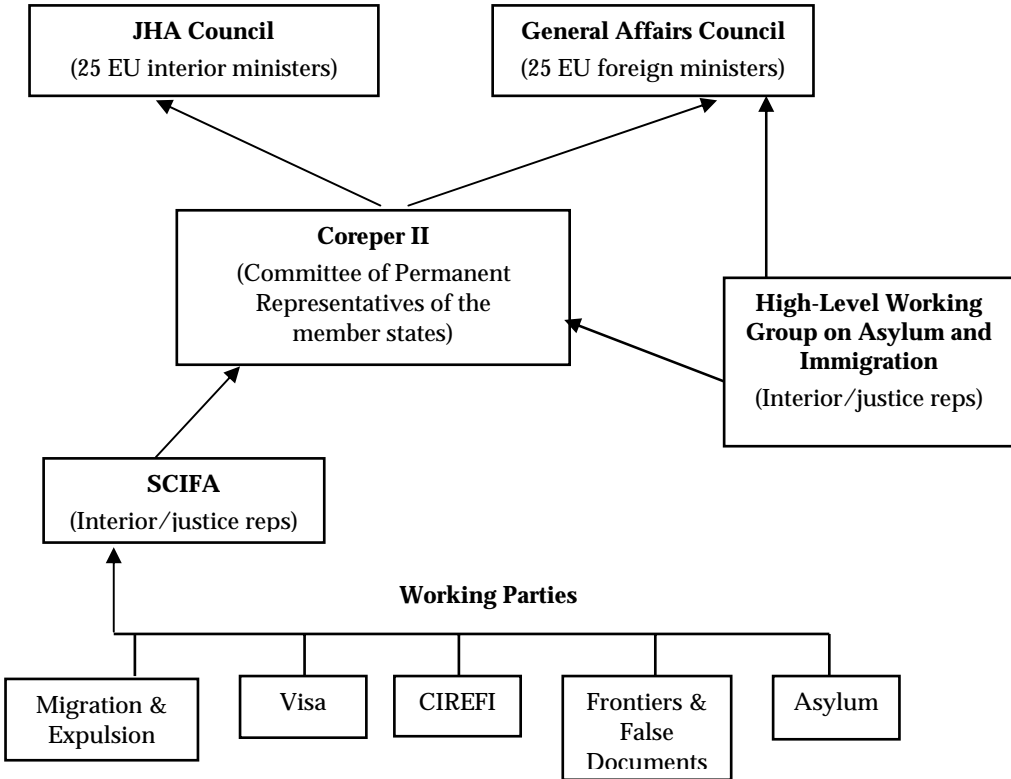 JHA Council
(25 EU interior ministers)
General Affairs Council
(25 EU foreign ministers)
Coreper II
(Committee of Permanent
Representatives of the
member states)
High-Level Working
Group on Asylum and
Immigration
(Interior/justice reps)
SCIFA
(Interior/justice reps)
Working Parties
Migration &
Expulsion
Visa
CIREFI
Frontiers &
False
Documents
Asylum